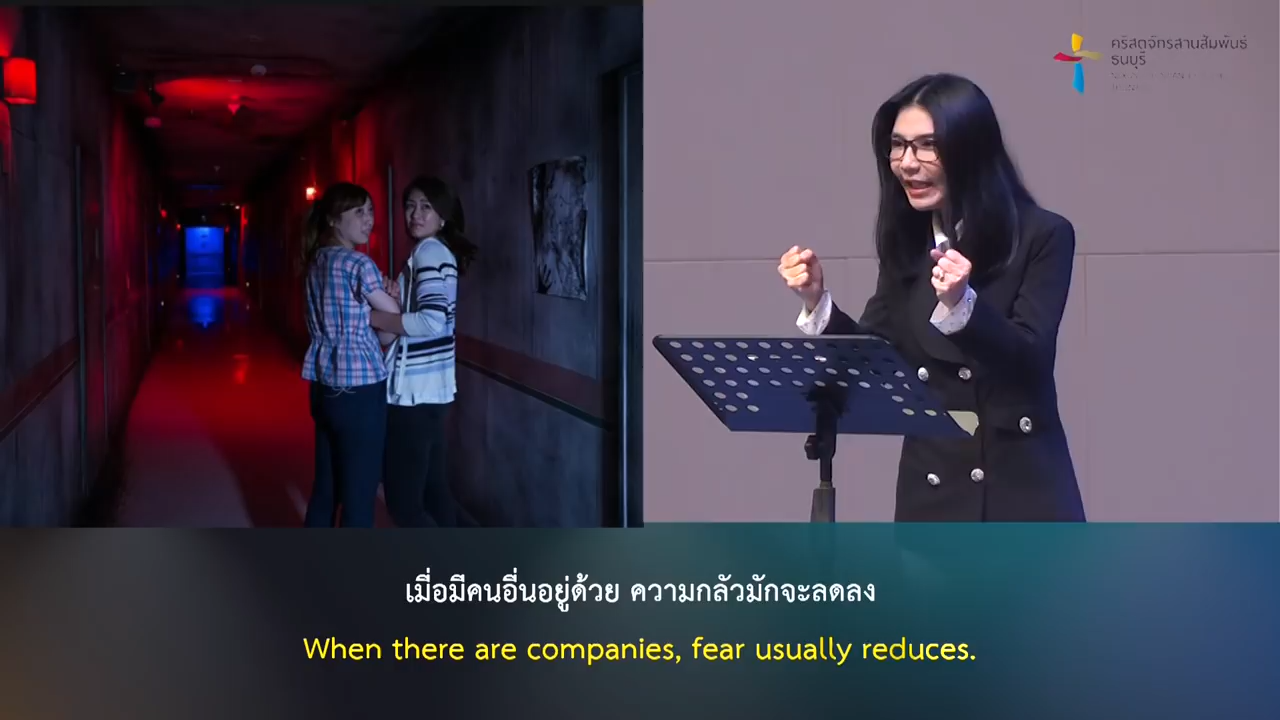 คริสตจักรสานสัมพันธ์
ธนบุรี
เมื่อมีคนอื่นอยู่ด้วย ความกลัวมักจะลดลง
When there are companies, fear usually reduces.